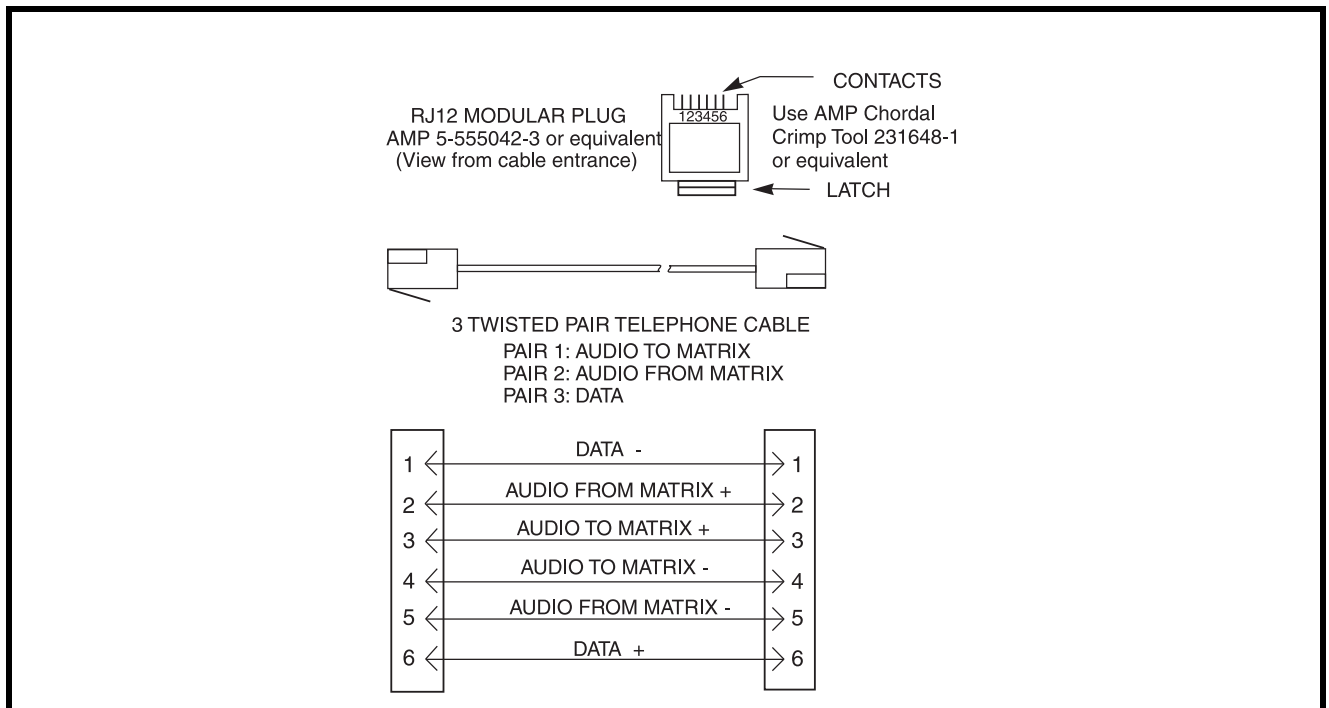 CONTACTS
123456
RJ12 MODULAR PLUG
AMP 5-555042-3 or equivalent
(View from cable entrance)
Use AMP Chordal
Crimp Tool 231648-1
or equivalent
LATCH
3 TWISTED PAIR TELEPHONE CABLE
PAIR 1: AUDIO TO MATRIX
PAIR 2: AUDIO FROM MATRIX
PAIR 3: DATA
1 DATA - 1
2 AUDIO FROM MATRIX + 2
3 AUDIO TO MATRIX + 3
4 AUDIO TO MATRIX - 4
5 AUDIO FROM MATRIX - 5
6 DATA + 6